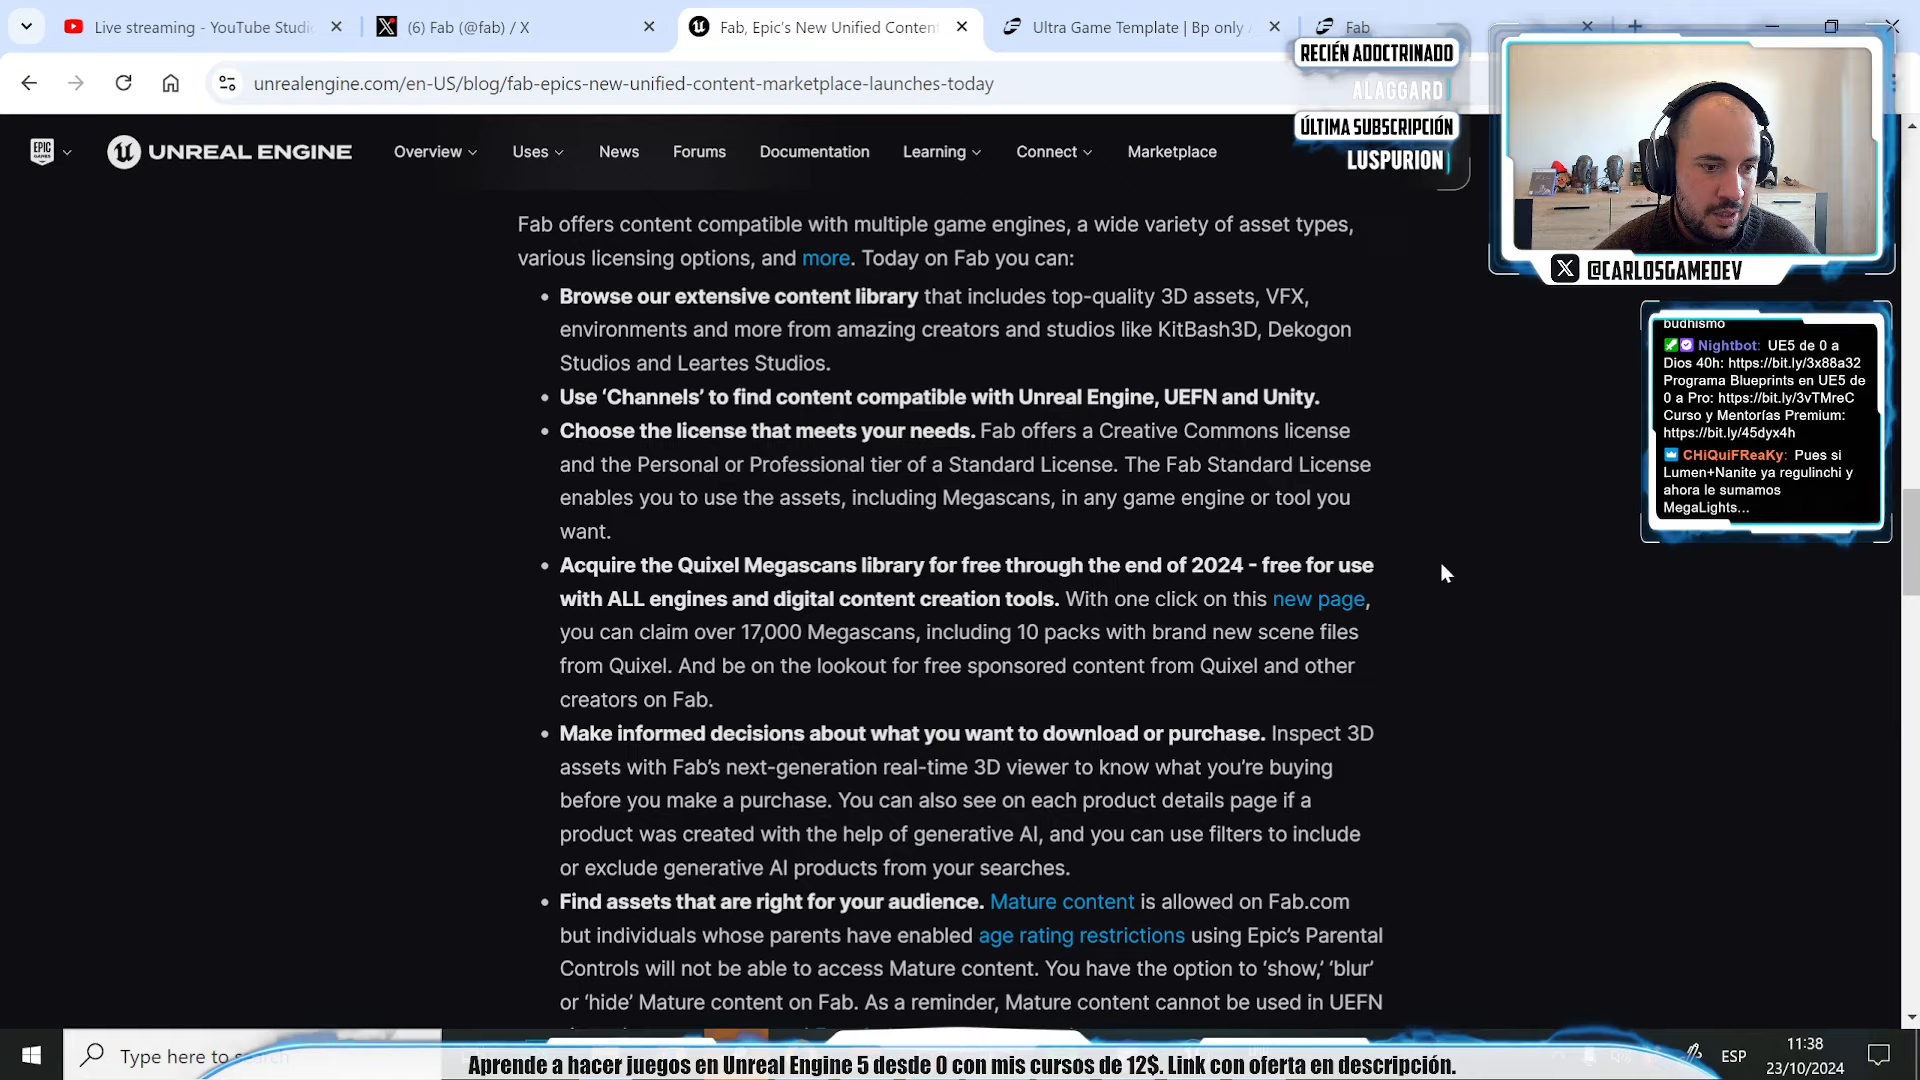 Live streaming - YouTube Studi
(6) Fab (@fab) / X
Fab, Epic's New Unified Content
Ultra Game Template | Bp only
Fab
unrealengine.com/en-US/blog/fab-epics-new-unified-content-marketplace-launches-today
RECIÉN ADOCTRINADO
ALAGGARD
ÚLTIMA SUBSCRIPCIÓN
LUSPURION
EPIC GAMES
UNREAL ENGINE
Overview
Uses
News
Forums
Documentation
Learning
Connect
Marketplace
@CARLOSGAMEDEV
Fab offers content compatible with multiple game engines, a wide variety of asset types,
various licensing options, and more. Today on Fab you can:
• Browse our extensive content library that includes top-quality 3D assets, VFX,
environments and more from amazing creators and studios like KitBash3D, Dekogon
Studios and Leartes Studios.
• Use ‘Channels’ to find content compatible with Unreal Engine, UEFN and Unity.
• Choose the license that meets your needs. Fab offers a Creative Commons license
and the Personal or Professional tier of a Standard License. The Fab Standard License
enables you to use the assets, including Megascans, in any game engine or tool you
want.
• Acquire the Quixel Megascans library for free through the end of 2024 - free for use
with ALL engines and digital content creation tools. With one click on this new page,
you can claim over 17,000 Megascans, including 10 packs with brand new scene files
from Quixel. And be on the lookout for free sponsored content from Quixel and other
creators on Fab.
• Make informed decisions about what you want to download or purchase. Inspect 3D
assets with Fab’s next-generation real-time 3D viewer to know what you’re buying
before you make a purchase. You can also see on each product details page if a
product was created with the help of generative AI, and you can use filters to include
or exclude generative AI products from your searches.
• Find assets that are right for your audience. Mature content is allowed on Fab.com
but individuals whose parents have enabled age rating restrictions using Epic’s Parental
Controls will not be able to access Mature content. You have the option to ‘show,’ ‘blur’
or ‘hide’ Mature content on Fab. As a reminder, Mature content cannot be used in UEFN
budhismo
Nightbot: UE5 de 0 a
Dios 40h: https://bit.ly/3x88a32
Programa Blueprints en UE5 de
0 a Pro: https://bit.ly/3vTMreC
Curso y Mentorías Premium:
https://bit.ly/45dyx4h
CHiQuiFReaKy: Pues si
Lumen+Nanite ya regulinchi y
ahora le sumamos
MegaLights...
Type here to search
Aprende a hacer juegos en Unreal Engine 5 desde 0 con mis cursos de 12$. Link con oferta en descripción.
ESP
11:38
23/10/2024